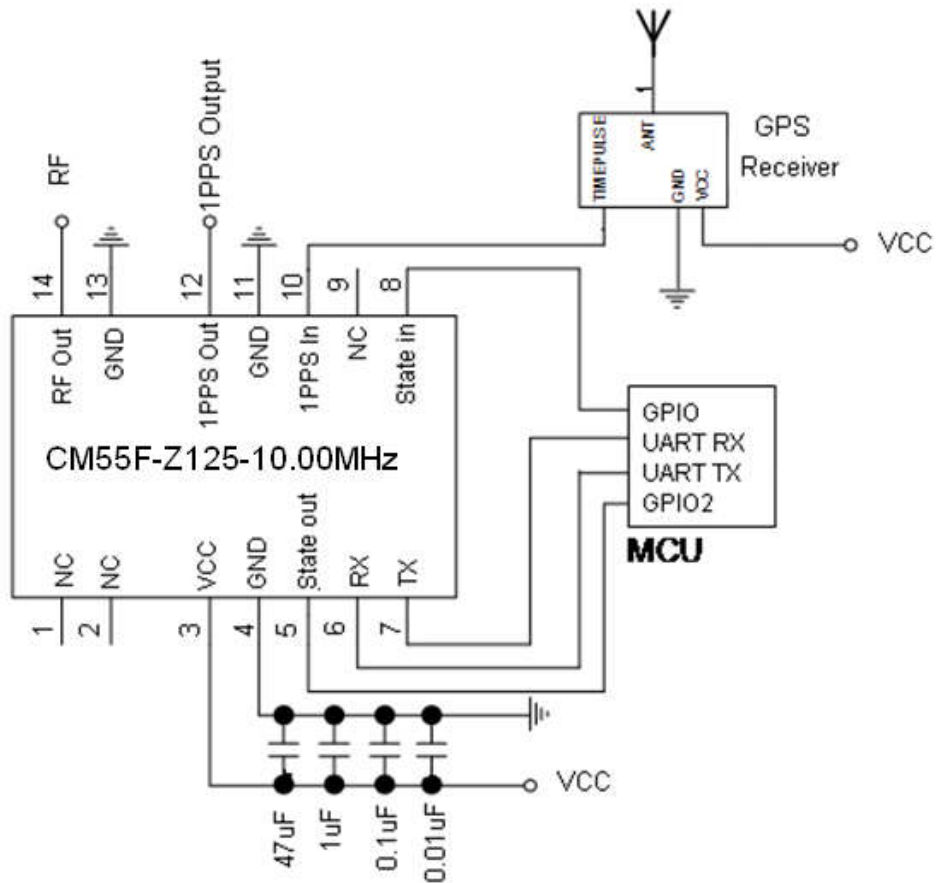 1
TIMEPULSE
ANT
GND
VCC
GPS
Receiver
VCC
RF
1PPS Output
14
13
12
11
10
9
8
RF Out
GND
1PPS Out
GND
1PPS In
NC
State in
CM55F-Z125-10.00MHz
GPIO
UART RX
UART TX
GPIO2
MCU
NC
NC
VCC
GND
State out
RX
TX
1
2
3
4
5
6
7
VCC
47uF
1uF
0.1uF
0.01uF